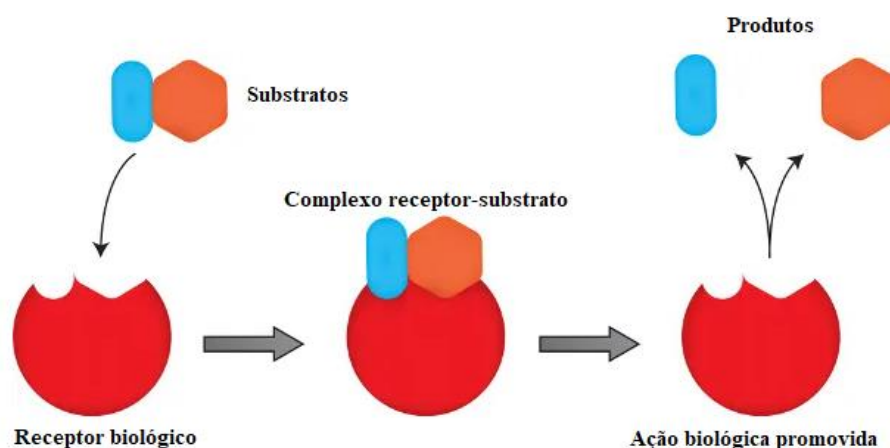 Produtos
Substratos
Complexo receptor-substrato
Receptor biológico
Ação biológica promovida